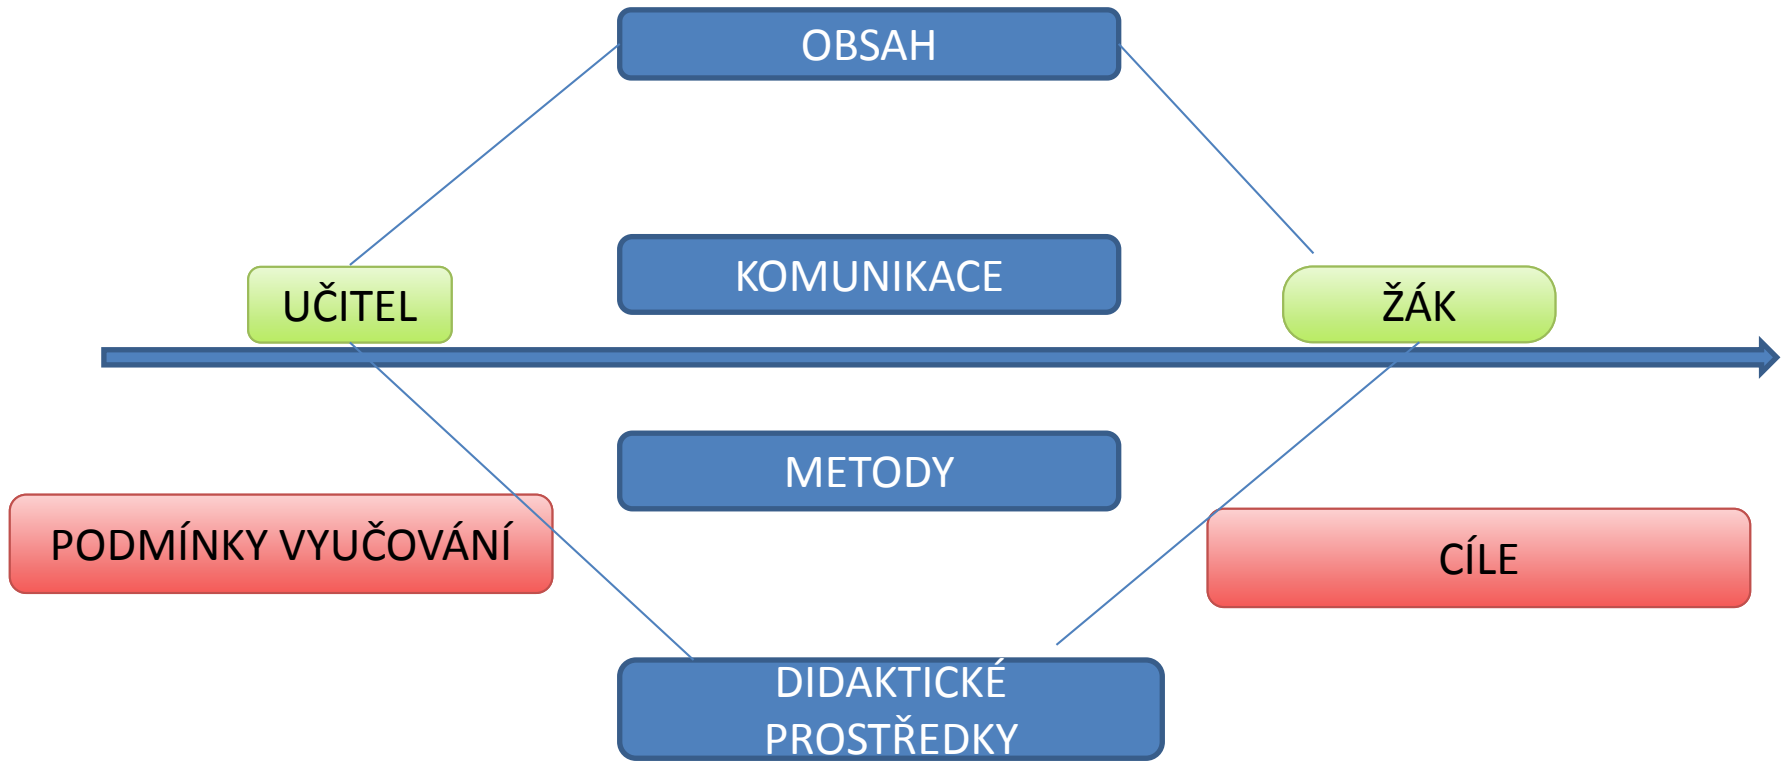 OBSAH
KOMUNIKACE
UČITEL
ŽÁK
METODY
PODMÍNKY VYUČOVÁNÍ
CÍLE
DIDAKTICKÉ
PROSTŘEDKY